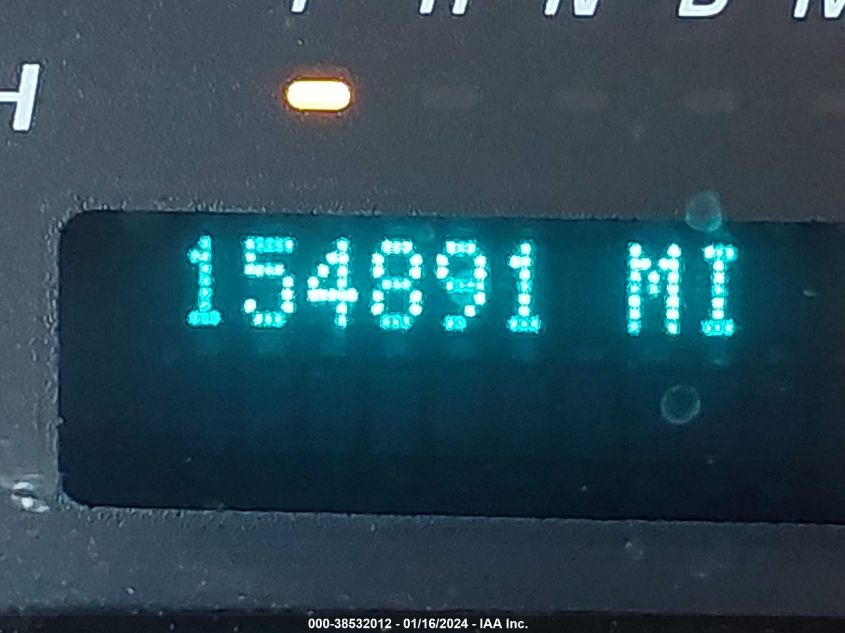 P R N D M
H
154891 MI
000-38532012 - 01/16/2024 - IAA Inc.